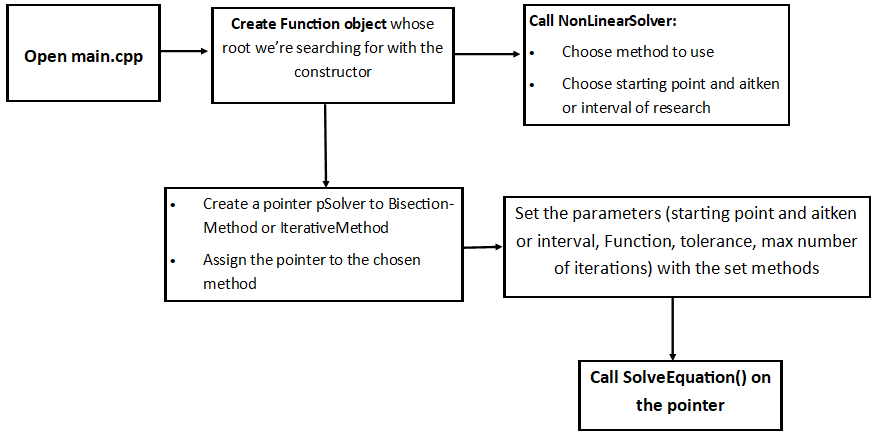 Open main.cpp
Create Function object whose
root we're searching for with the
constructor
Call NonLinearSolver:
• Choose method to use
• Choose starting point and aitken
or interval of research
• Create a pointer pSolver to Bisection-
Method or IterativeMethod
• Assign the pointer to the chosen
method
Set the parameters (starting point and aitken
or interval, Function, tolerance, max number
of iterations) with the set methods
Call SolveEquation() on
the pointer